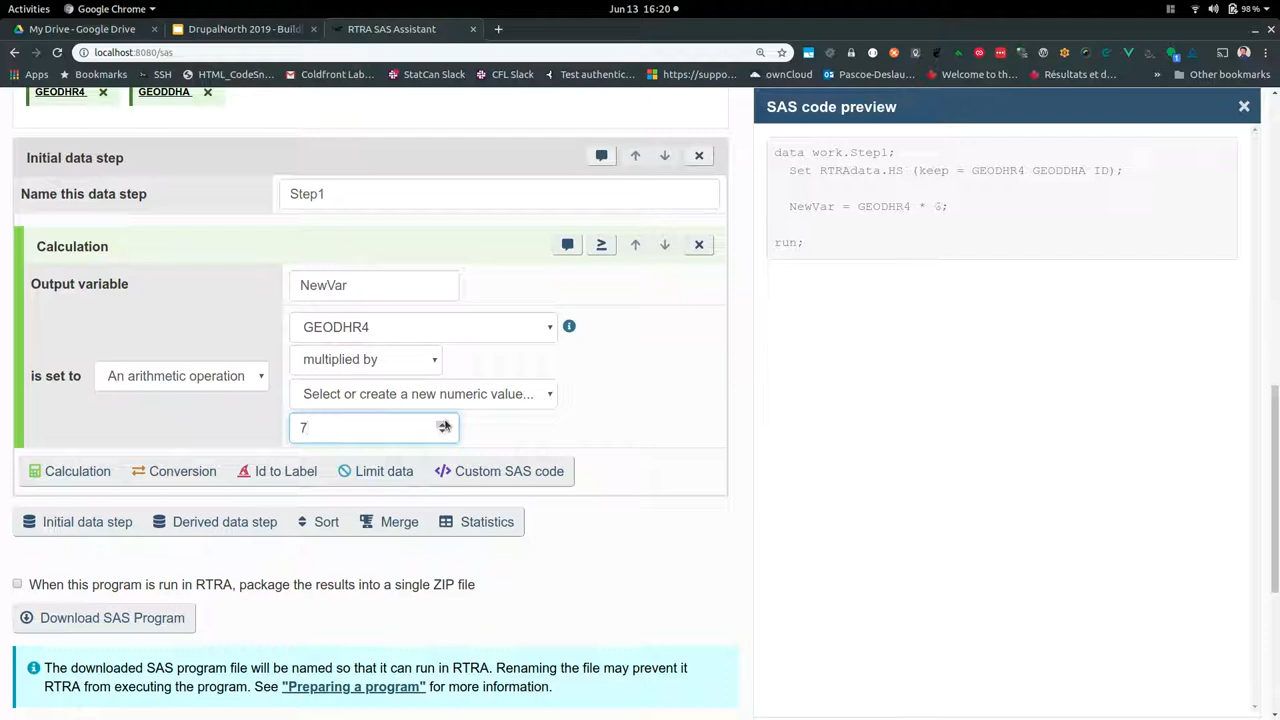 Activities
Google Chrome
Jun 13 16:20
98%
My Drive - Google Drive
DrupalNorth 2019 - Buildi
RTRA SAS Assistant
localhost:8080/sas
Apps
Bookmarks
SSH
HTML_CodeSn...
Coldfront Lab...
StatCan Slack
CFL Slack
Test authentic...
https://suppo...
ownCloud
Pascoe-Deslau...
Welcome to th...
Résultats et d...
»
Other bookmarks
GEODHR4
GEODDHA
SAS code preview
data work.Step1;
Set RTRAdata.HS (keep = GEODHR4 GEODDHA ID);
NewVar = GEODHR4 * 6;
run;
Initial data step
Name this data step
Step1
Calculation
Output variable
NewVar
GEODHR4
multiplied by
is set to
An arithmetic operation
Select or create a new numeric value...
7
Calculation
Conversion
Id to Label
Limit data
Custom SAS code
Initial data step
Derived data step
Sort
Merge
Statistics
When this program is run in RTRA, package the results into a single ZIP file
Download SAS Program
The downloaded SAS program file will be named so that it can run in RTRA. Renaming the file may prevent it
RTRA from executing the program. See "Preparing a program" for more information.